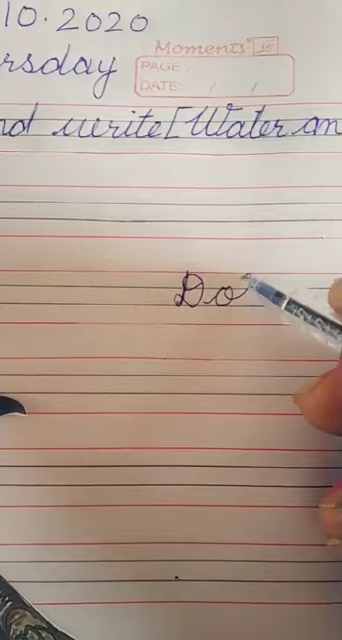 10.2020
rsday
Moments
PAGE
DATE: / /
nd write [Water an
Do